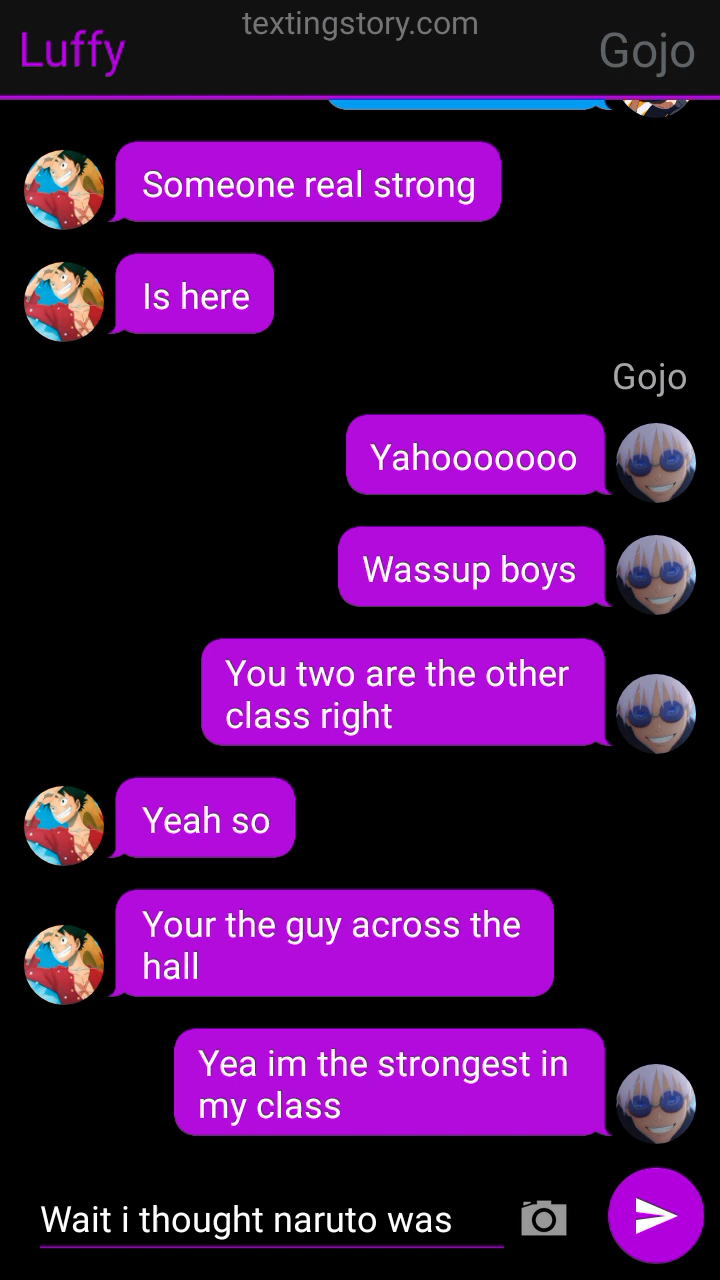 textingstory.com
Luffy
Gojo
Someone real strong
Is here
Gojo
Yahooooooo
Wassup boys
You two are the other
class right
Yeah so
Your the guy across the
hall
Yea im the strongest in
my class
Wait i thought naruto was